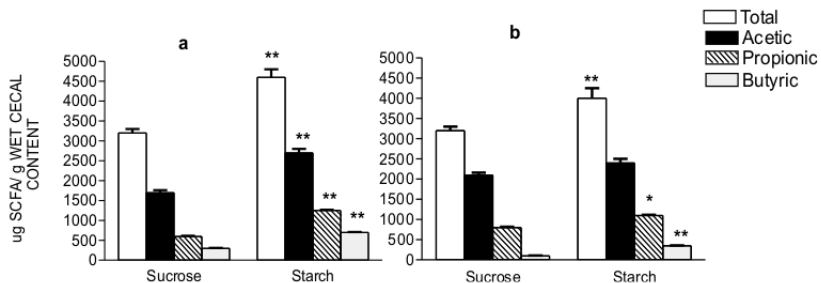 a
b
Total
Acetic
Propionic
Butyric
ug SCFA/ g WET CECAL
CONTENT
5000
4500
4000
3500
3000
2500
2000
1500
1000
500
0
**
**
**
**
Sucrose
Starch
5000
4500
4000
3500
3000
2500
2000
1500
1000
500
0
**
*
**
Sucrose
Starch